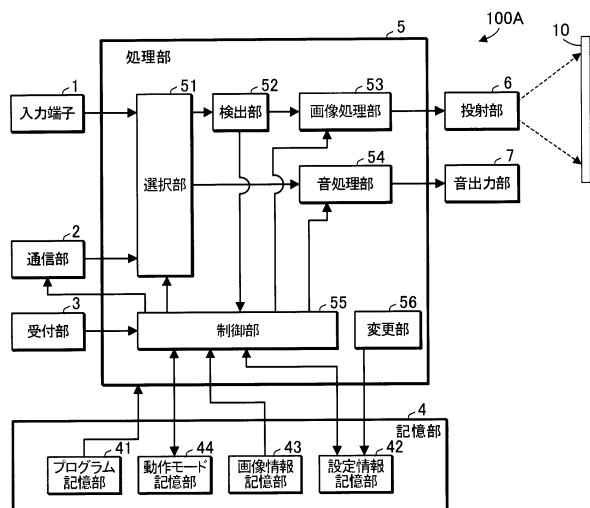 100A
5
10
処理部
1
51
52
53
6
入力端子
検出部
画像処理部
投射部
54
7
選択部
音処理部
音出力部
2
通信部
3
55
56
受付部
制御部
変更部
4
記憶部
41
44
43
42
プログラム
記憶部
動作モード
記憶部
画像情報
記憶部
設定情報
記憶部